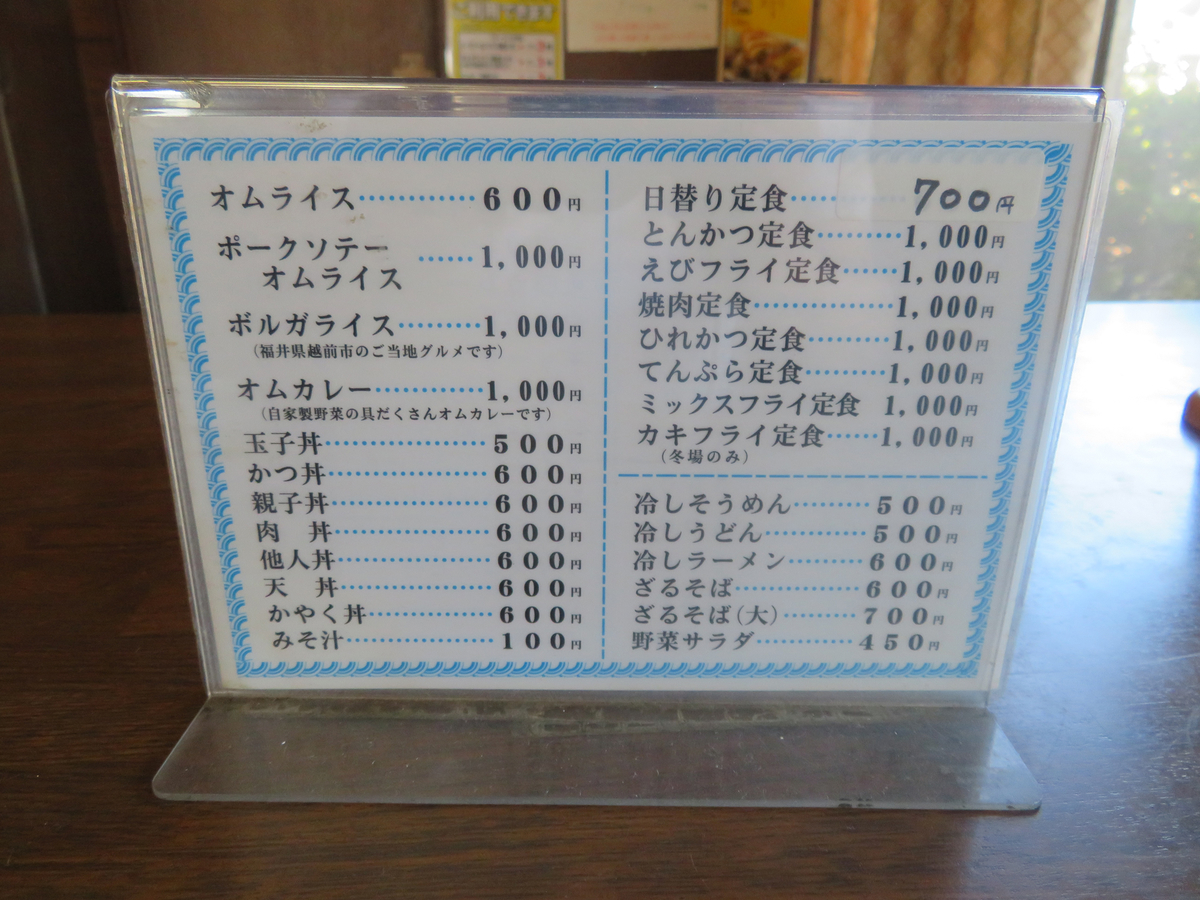 ご利用できます
オムライス…………600円
ポークソテー
オムライス ……1,000円
ボルガライス………1,000円
(福井県越前市のご当地グルメです)
オムカレー…………1,000円
(自家製野菜の具だくさんオムカレーです)
玉子丼………………500円
かつ丼………………600円
親子丼………………600円
肉 丼………………600円
他人丼………………600円
天 丼………………600円
かやく丼……………600円
みそ汁………………100円
日替り定食…………700円
とんかつ定食………1,000円
えびフライ定食……1,000円
焼肉定食……………1,000円
ひれかつ定食………1,000円
てんぷら定食………1,000円
ミックスフライ定食 1,000円
カキフライ定食……1,000円
(冬場のみ)
冷しそうめん………500円
冷しうどん…………500円
冷しラーメン………600円
ざるそば……………600円
ざるそば(大)………700円
野菜サラダ…………450円